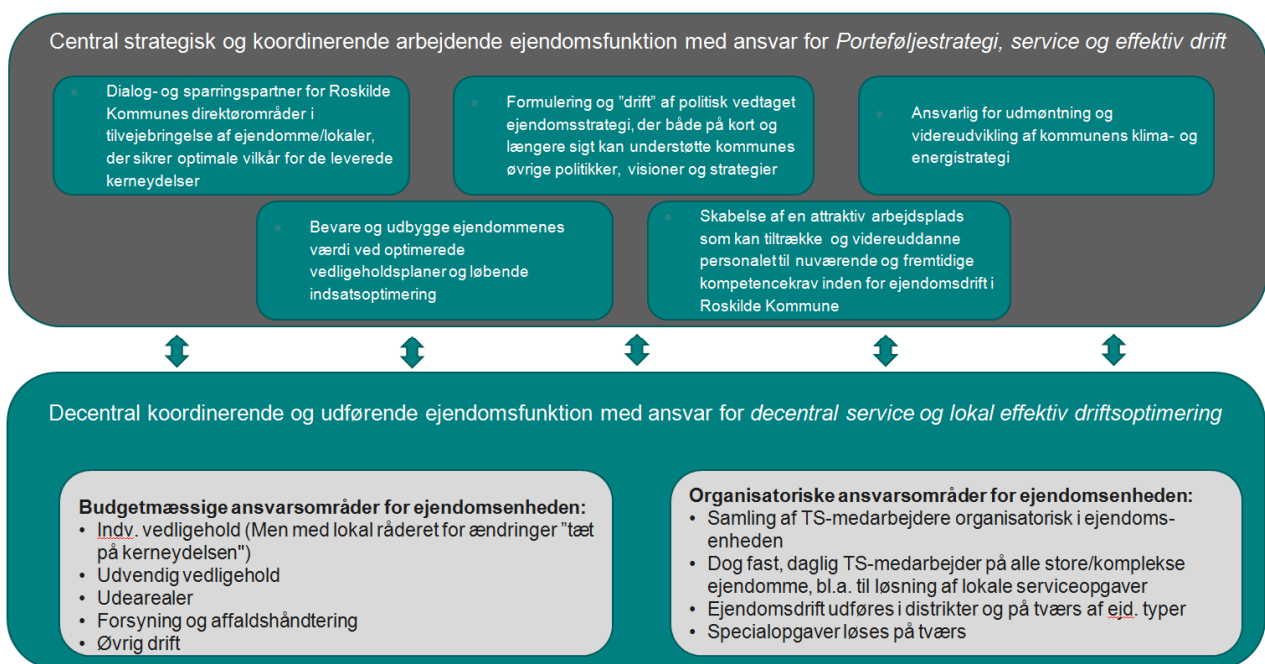 Central strategisk og koordinerende arbejdende ejendomsfunktion med ansvar for Porteføljestrategi, service og effektiv drift
• Dialog- og sparringspartner for Roskilde
Kommunes direktørområder i
tilvejebringelse af ejendomme/lokaler,
der sikrer optimale vilkår for de leverede
kerneydelser
• Formulering og ”drift” af politisk vedtaget
ejendomsstrategi, der både på kort og
længere sigt kan understøtte kommunes
øvrige politikker, visioner og strategier
• Ansvarlig for udmøntning og
videreudvikling af kommunens klima- og
energistrategi
• Bevare og udbygge ejendommenes
værdi ved optimerede
vedligeholdsplaner og løbende
indsatsoptimering
• Skabelse af en attraktiv arbejdsplads
som kan tiltrække og videreuddanne
personalet til nuværende og fremtidige
kompetencekrav inden for ejendomsdrift i
Roskilde Kommune
Decentral koordinerende og udførende ejendomsfunktion med ansvar for decentral service og lokal effektiv driftsoptimering
Budgetmæssige ansvarsområder for ejendomsenheden:
• Indv. vedligehold (Men med lokal råderet for ændringer ”tæt
på kerneydelsen")
• Udvendig vedligehold
• Udearealer
• Forsyning og affaldshåndtering
• Øvrig drift
Organisatoriske ansvarsområder for ejendomsenheden:
• Samling af TS-medarbejdere organisatorisk i ejendoms-
enheden
• Dog fast, daglig TS-medarbejder på alle store/komplekse
ejendomme, bl.a. til løsning af lokale serviceopgaver
• Ejendomsdrift udføres i distrikter og på tværs af ejd. typer
• Specialopgaver løses på tværs